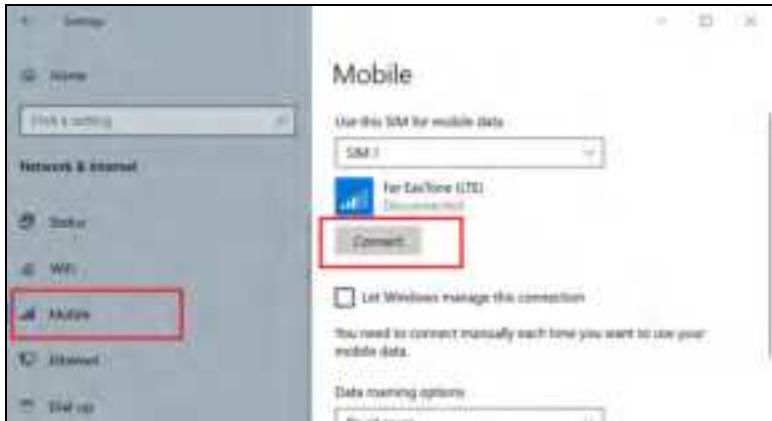 Settings
Home
Find a setting
Network & Internet
Status
WiFi
Mobile
Ethernet
Dial-up
Mobile
Use this SIM for mobile data
SIM 1
Far EasTone (LTE)
Disconnected
Connect
Let Windows manage this connection
You need to connect manually each time you want to use your
mobile data.
Data roaming options